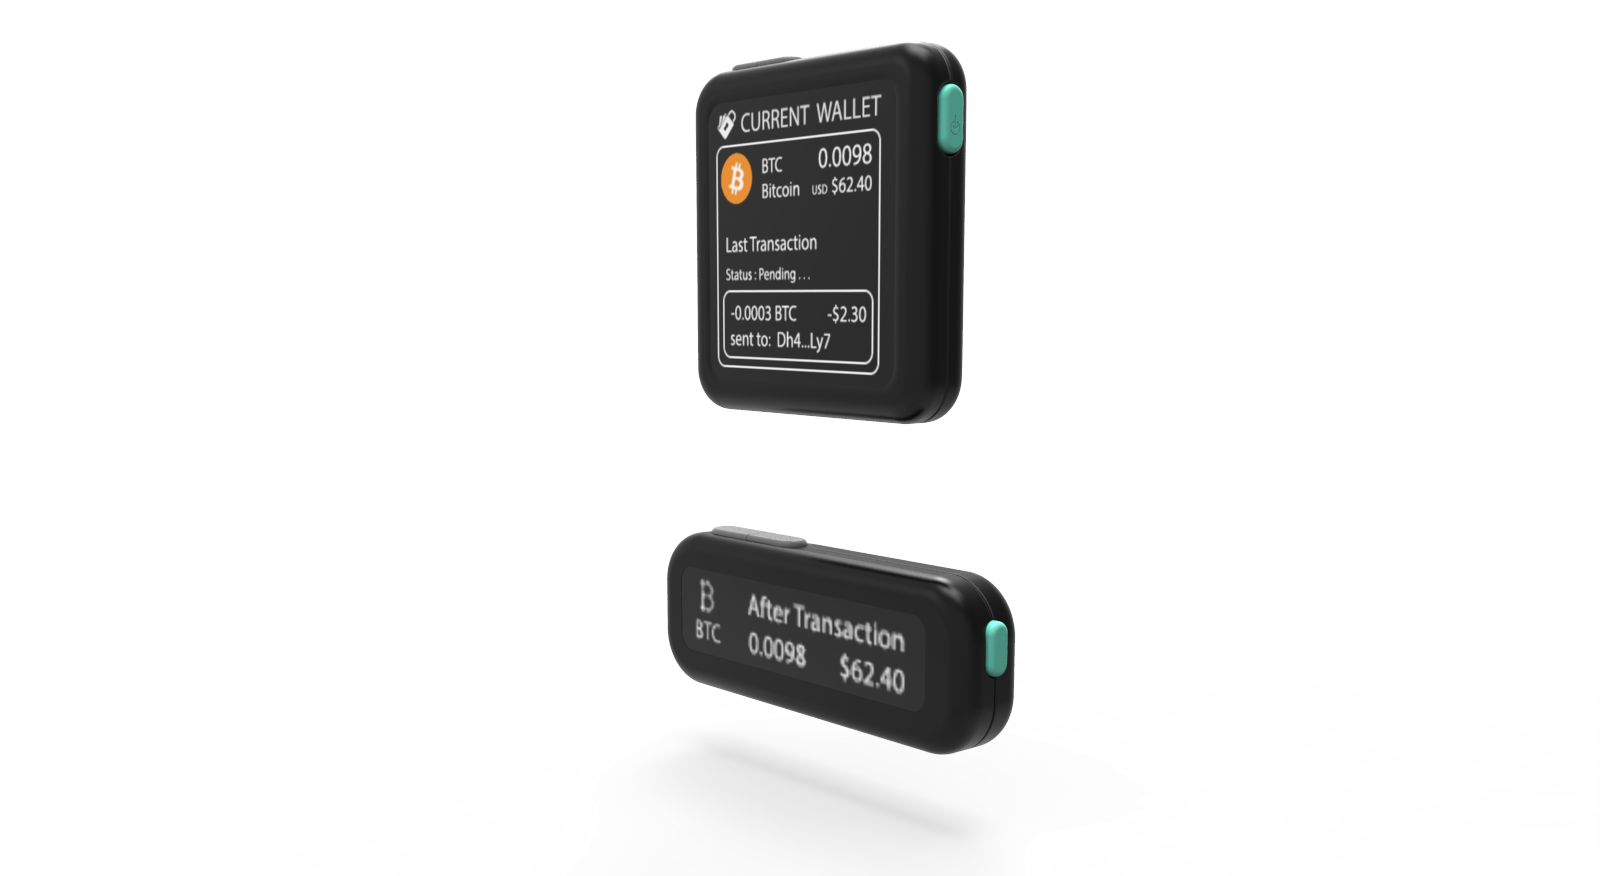 CURRENT WALLET
BTC 0.0098
Bitcoin USD $62.40
Last Transaction
Status : Pending . . .
-0.0003 BTC -$2.30
sent to: Dh4...Ly7
After Transaction
BTC 0.0098 $62.40